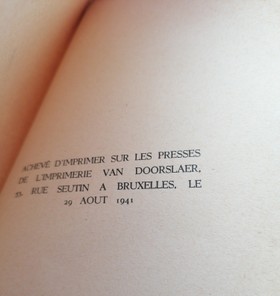 ACHEVÉ D'IMPRIMER SUR LES PRESSES
DE L'IMPRIMERIE VAN DOORSLAER,
RUE SEUTIN A BRUXELLES, LE
29 AOUT 1941